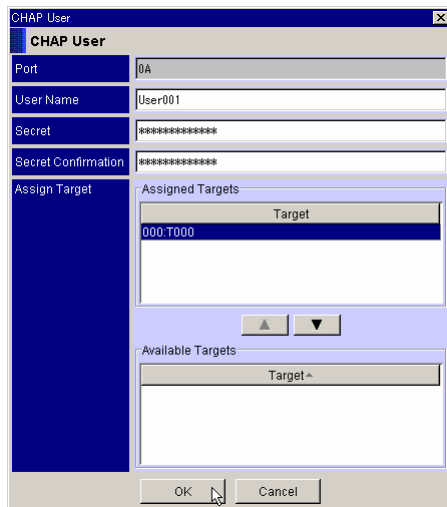 CHAP User
CHAP User
Port 0A
User Name User001
Secret *************
Secret Confirmation *************
Assign Target
Assigned Targets
Target
000:T000
Available Targets
Target
OK Cancel